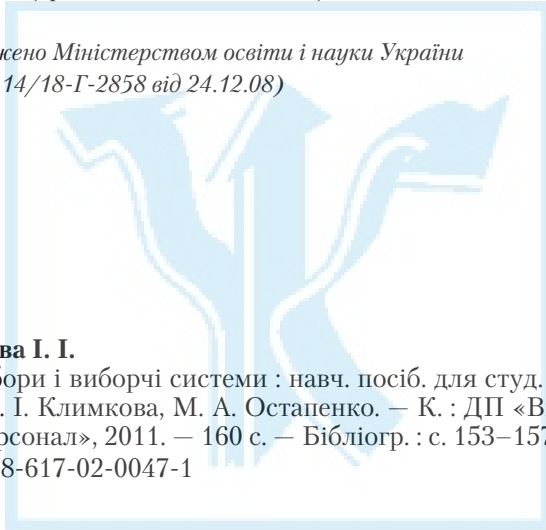 жено Міністерством освіти і науки України
14/18-Г-2858 від 24.12.08)
ва І. І.
бори і виборчі системи : навч. посіб. для студ.
. І. Климкова, М. А. Остапенко. — К. : ДП «В
рсонал», 2011. — 160 с. — Бібліогр. : с. 153–157
8-617-02-0047-1